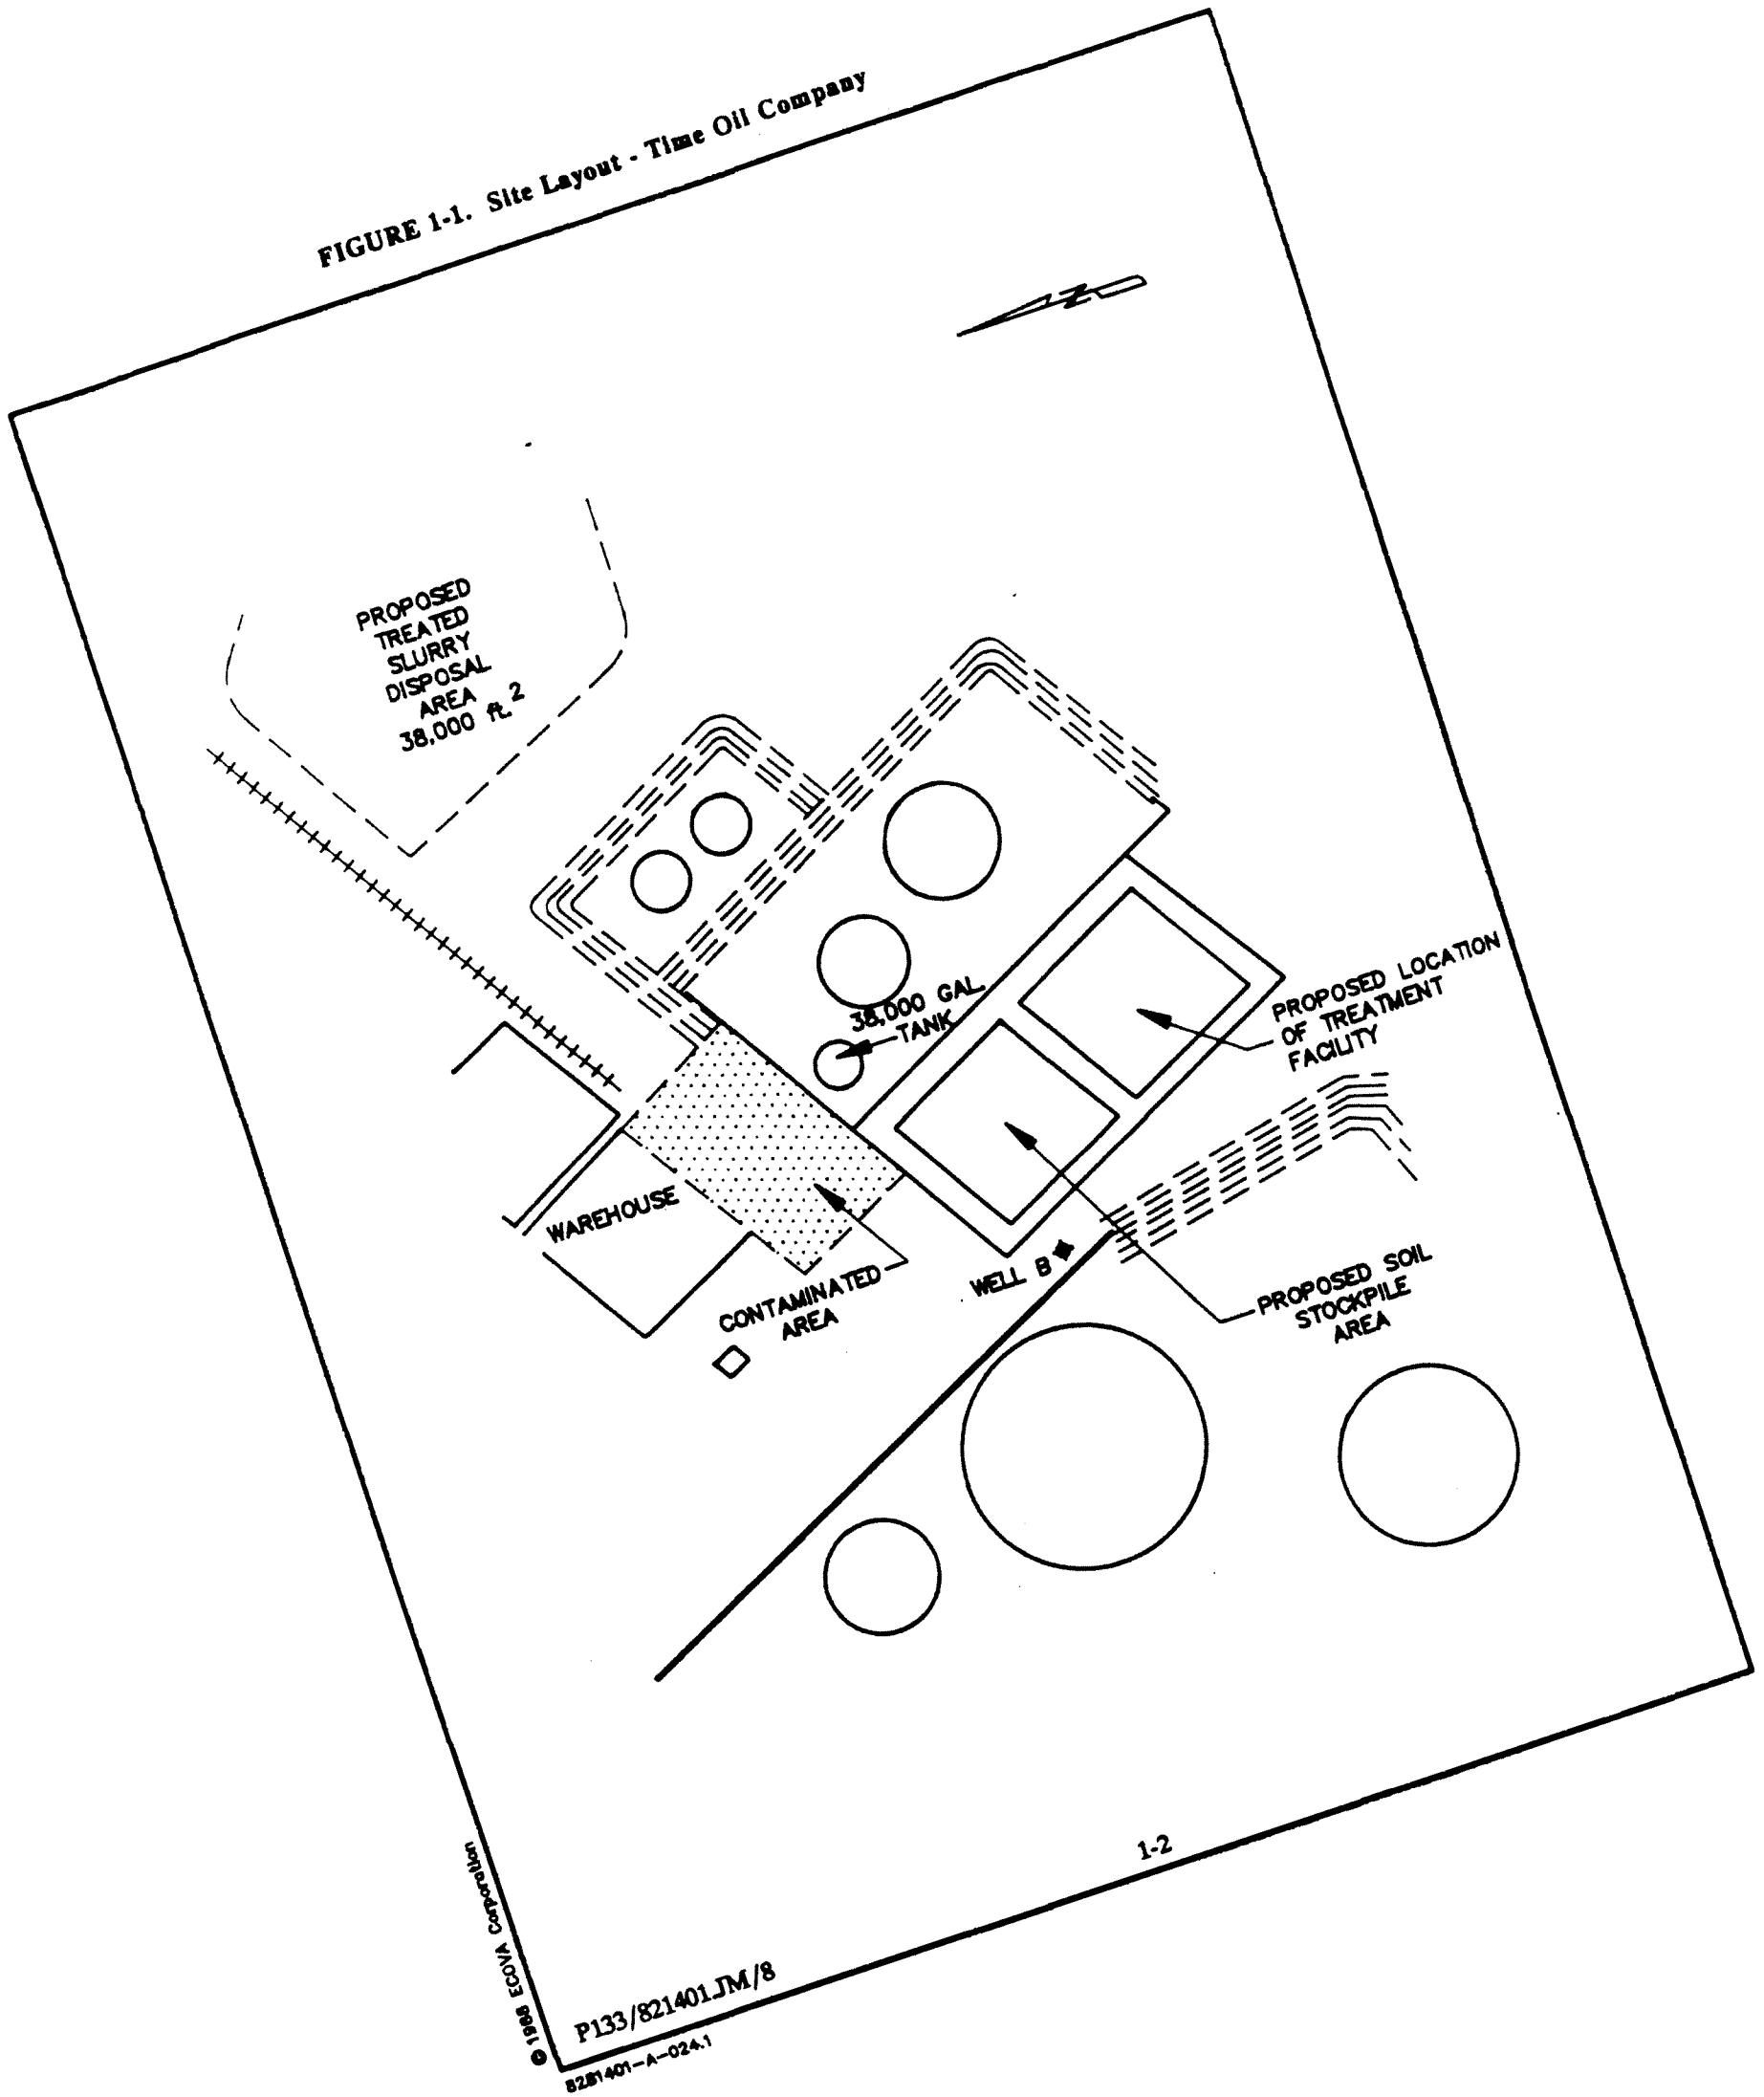 FIGURE 1-1. Site Layout - Time Oil Company
N
PROPOSED
TREATED
SLURRY
DISPOSAL
AREA
38,000 ft.2
38,000 GAL.
TANK
PROPOSED LOCATION
OF TREATMENT
FACILITY
WAREHOUSE
CONTAMINATED
AREA
WELL B
PROPOSED SOIL
STOCKPILE
AREA
1-2
P133/821401.JM/8
© 1988 ECOVA Corporation
8281401-A-024.1